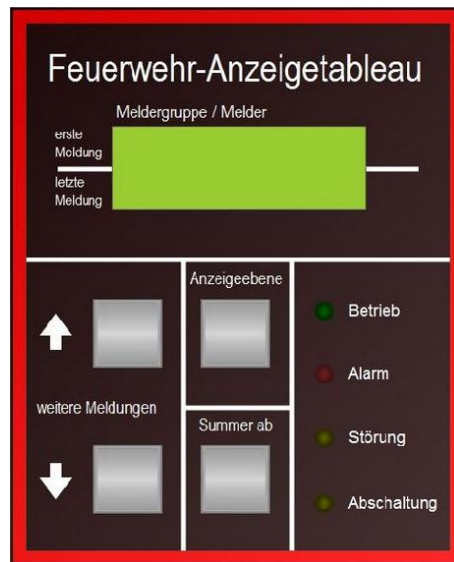 Feuerwehr-Anzeigetableau
Meldergruppe / Melder
erste
Meldung
letzte
Meldung
Anzeigeebene
weitere Meldungen
Summer ab
Betrieb
Alarm
Störung
Abschaltung